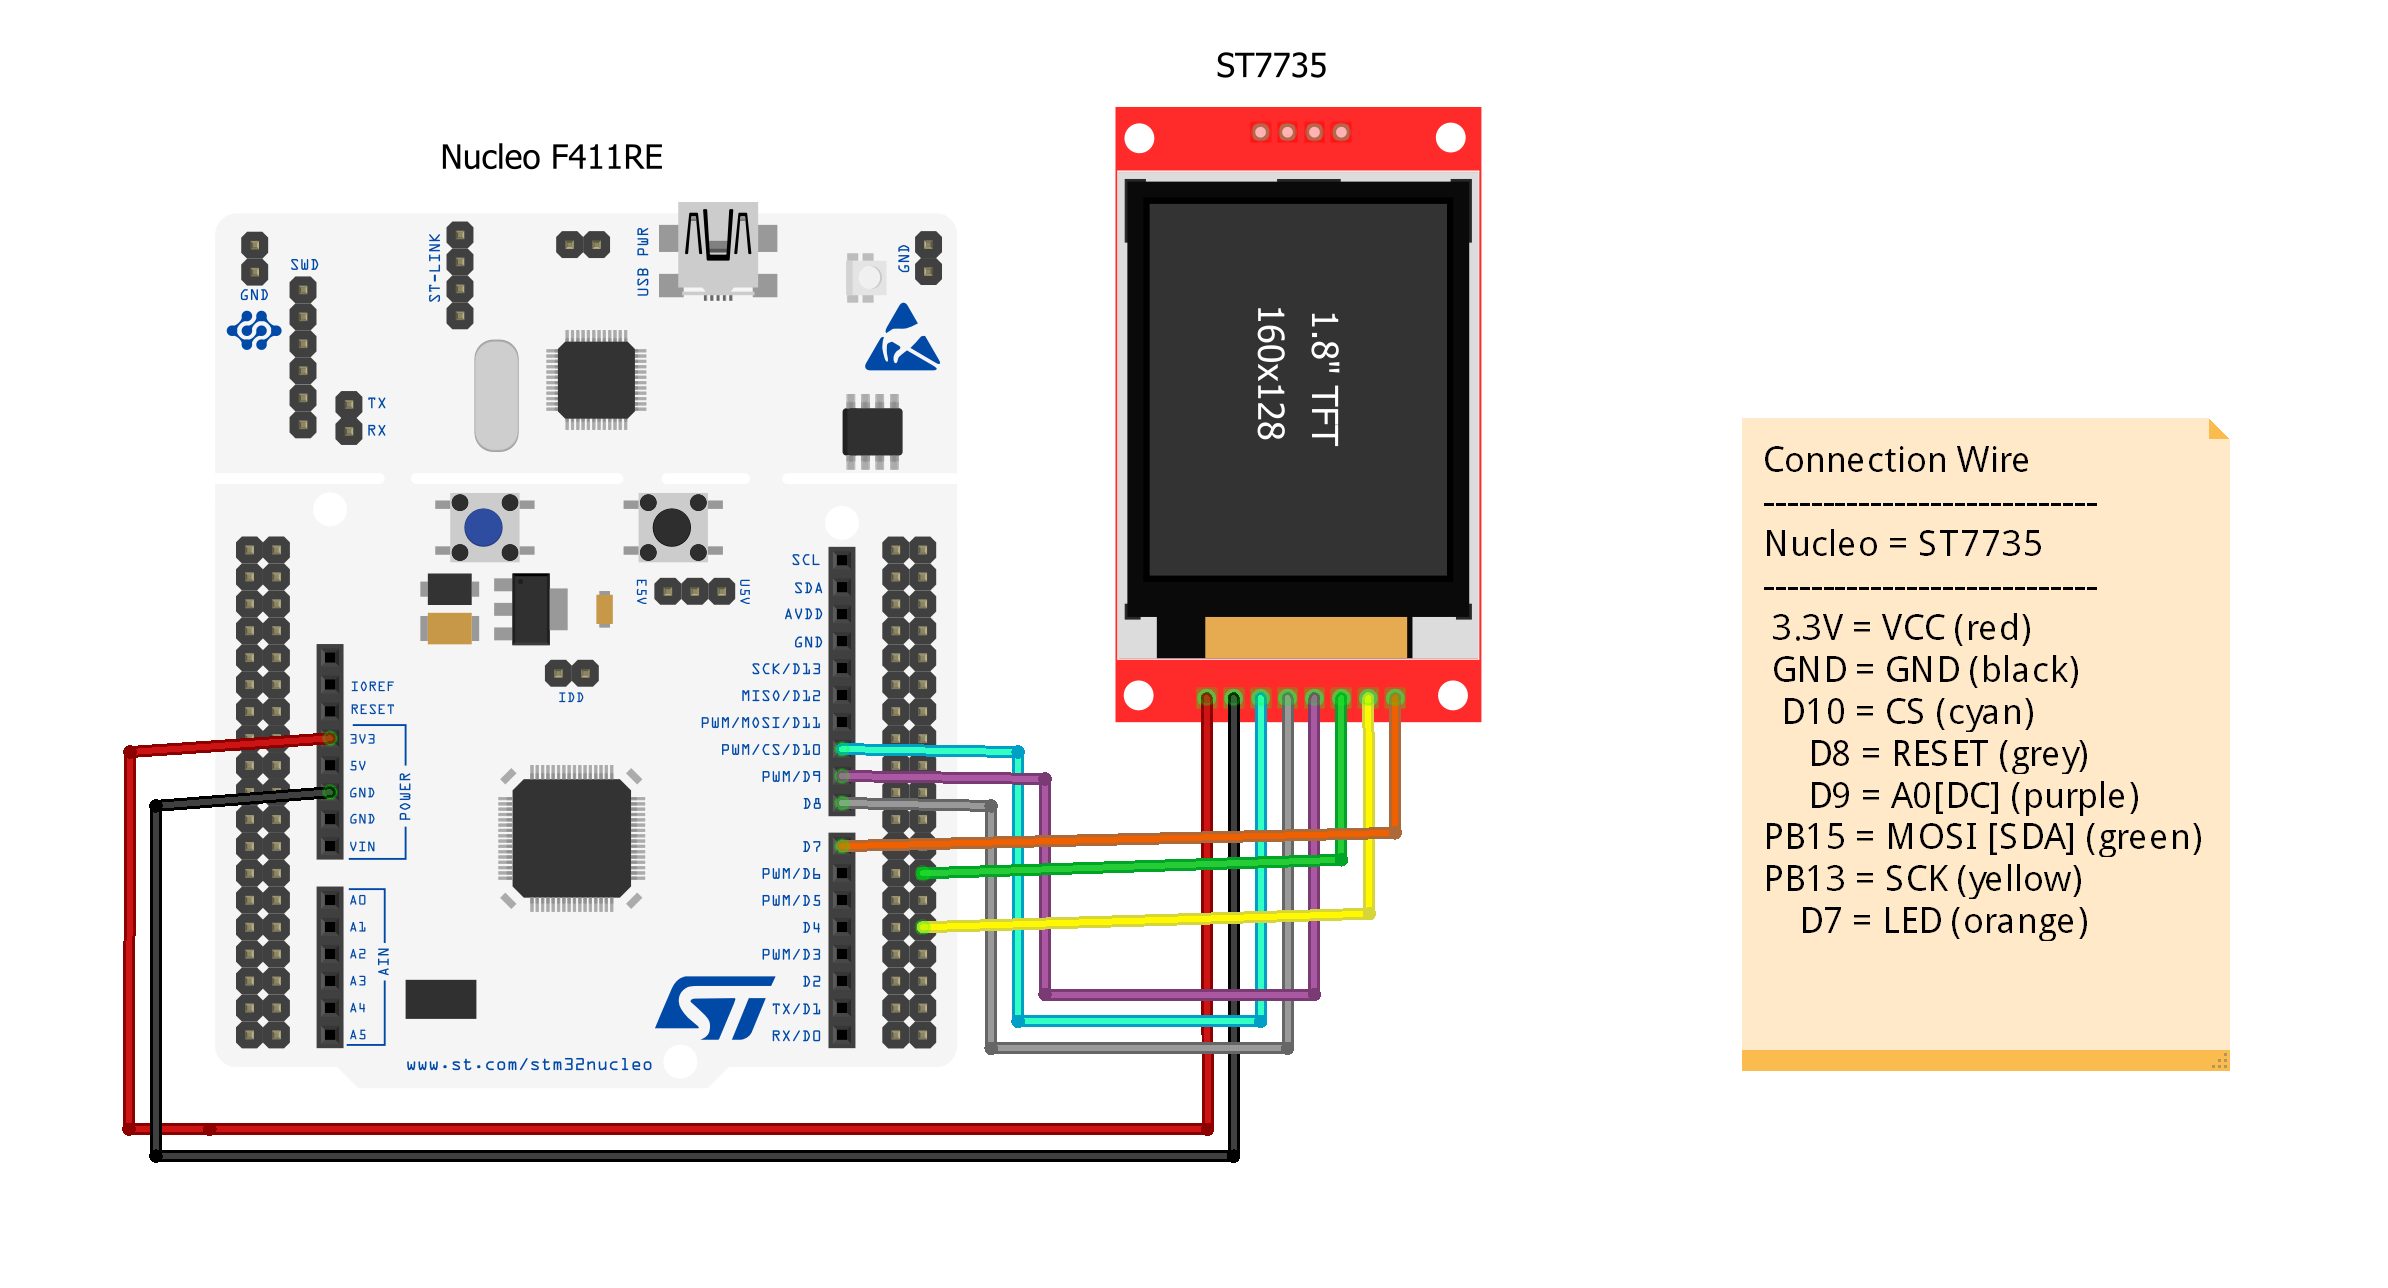 ST7735
Nucleo F411RE
SWD
GND
ST-LINK
USB PWR
GND
TX
RX
1.8" TFT
160x128
E5V
U5V
IDD
IOREF
RESET
3V3
5V
GND
GND
VIN
POWER
A0
A1
A2
A3
A4
A5
AIN
SCL
SDA
AVDD
GND
SCK/D13
MISO/D12
PWM/MOSI/D11
PWM/CS/D10
PWM/D9
D8
D7
PWM/D6
PWM/D5
D4
PWM/D3
D2
TX/D1
RX/D0
ST
www.st.com/stm32nucleo
Connection Wire
----------------------------
Nucleo = ST7735
----------------------------
3.3V = VCC (red)
GND = GND (black)
D10 = CS (cyan)
D8 = RESET (grey)
D9 = A0[DC] (purple)
PB15 = MOSI [SDA] (green)
PB13 = SCK (yellow)
D7 = LED (orange)